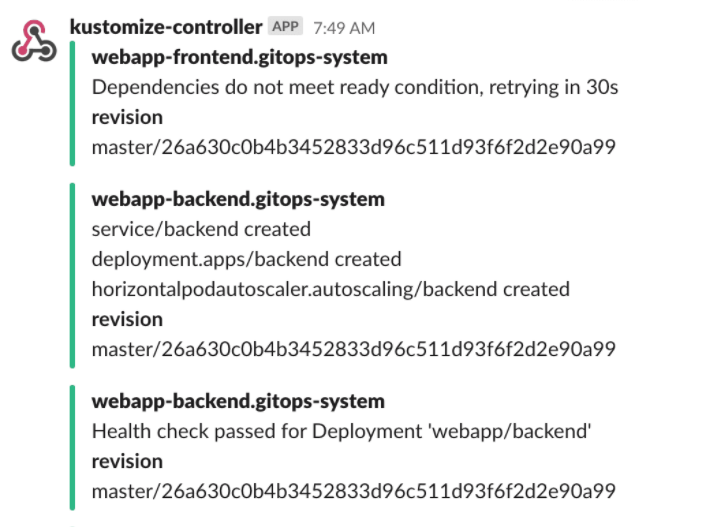 kustomize-controller APP 7:49 AM
webapp-frontend.gitops-system
Dependencies do not meet ready condition, retrying in 30s
revision
master/26a630c0b4b3452833d96c511d93f6f2d2e90a99
webapp-backend.gitops-system
service/backend created
deployment.apps/backend created
horizontalpodautoscaler.autoscaling/backend created
revision
master/26a630c0b4b3452833d96c511d93f6f2d2e90a99
webapp-backend.gitops-system
Health check passed for Deployment 'webapp/backend'
revision
master/26a630c0b4b3452833d96c511d93f6f2d2e90a99